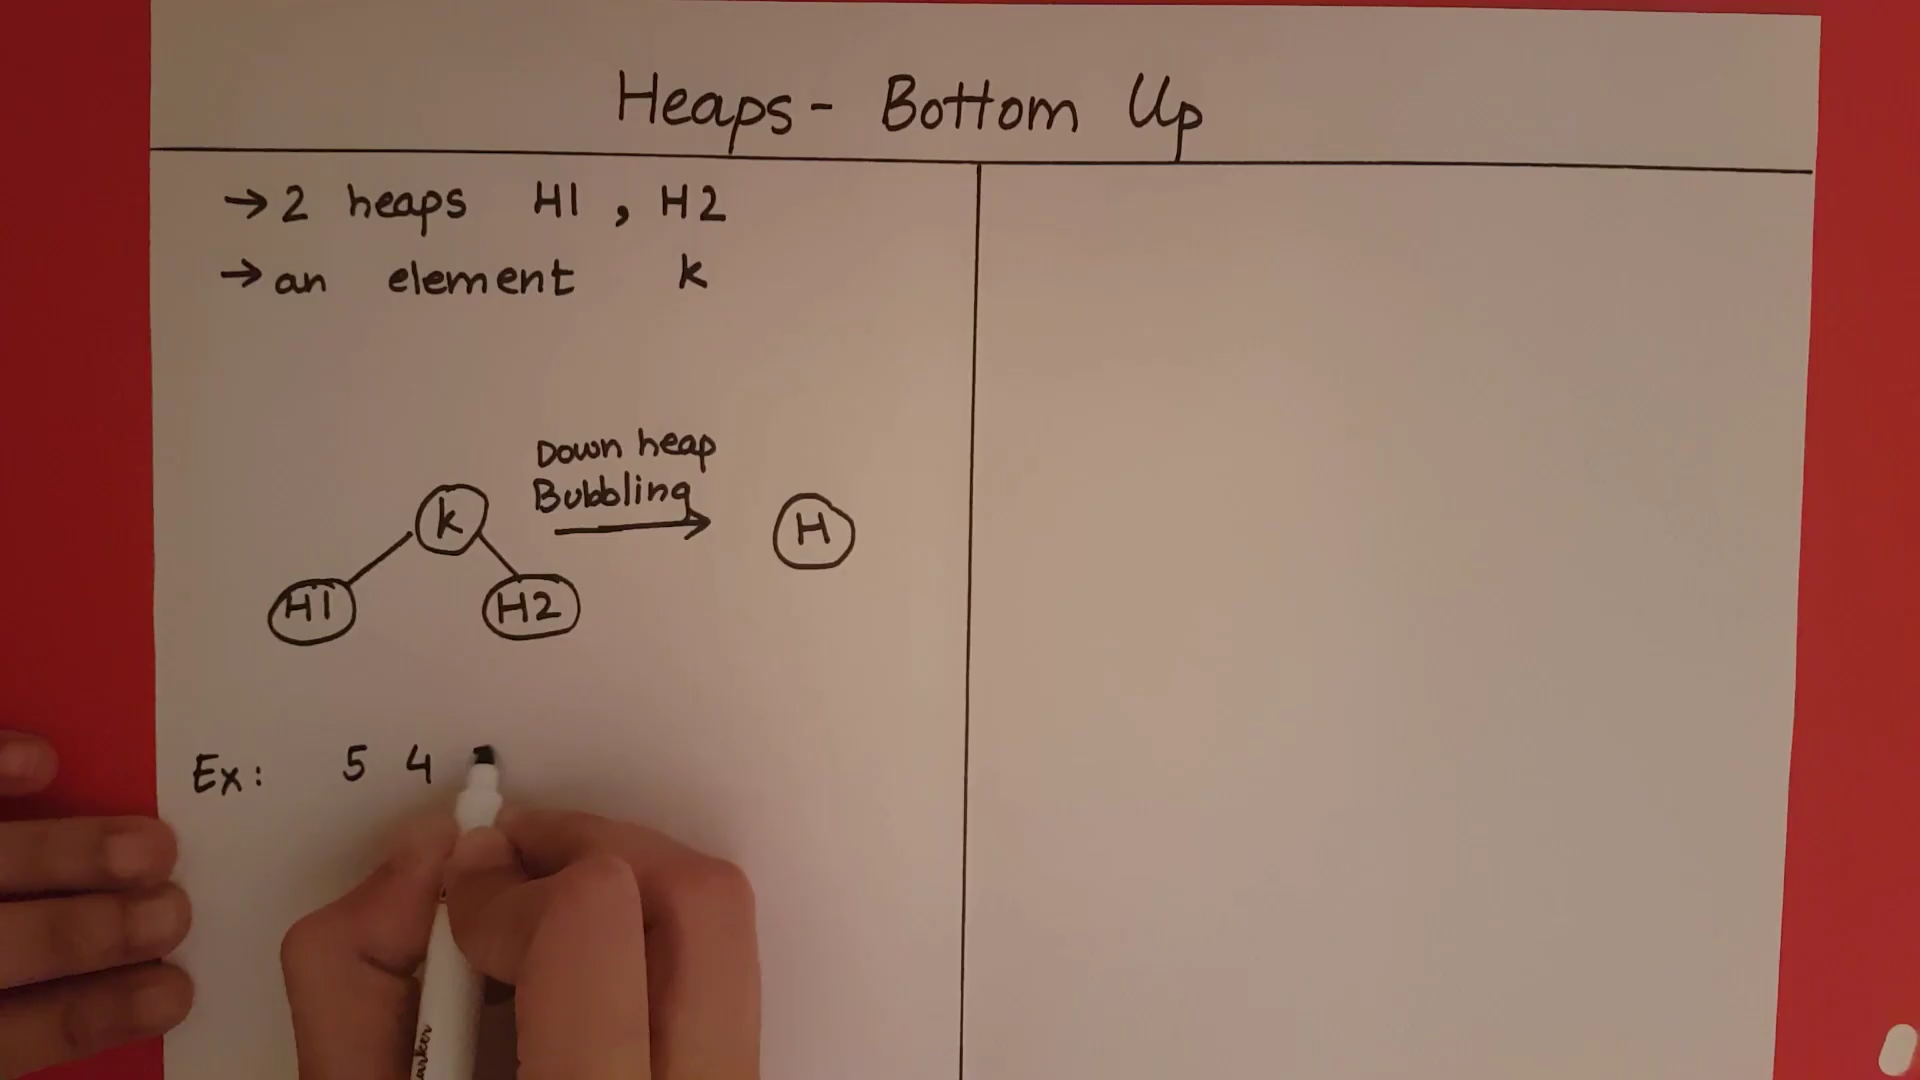 Heaps - Bottom Up
→ 2 heaps H1 , H2
→ an element k
Down heap
Bubbling
k
H
H1 H2
Ex: 5 4